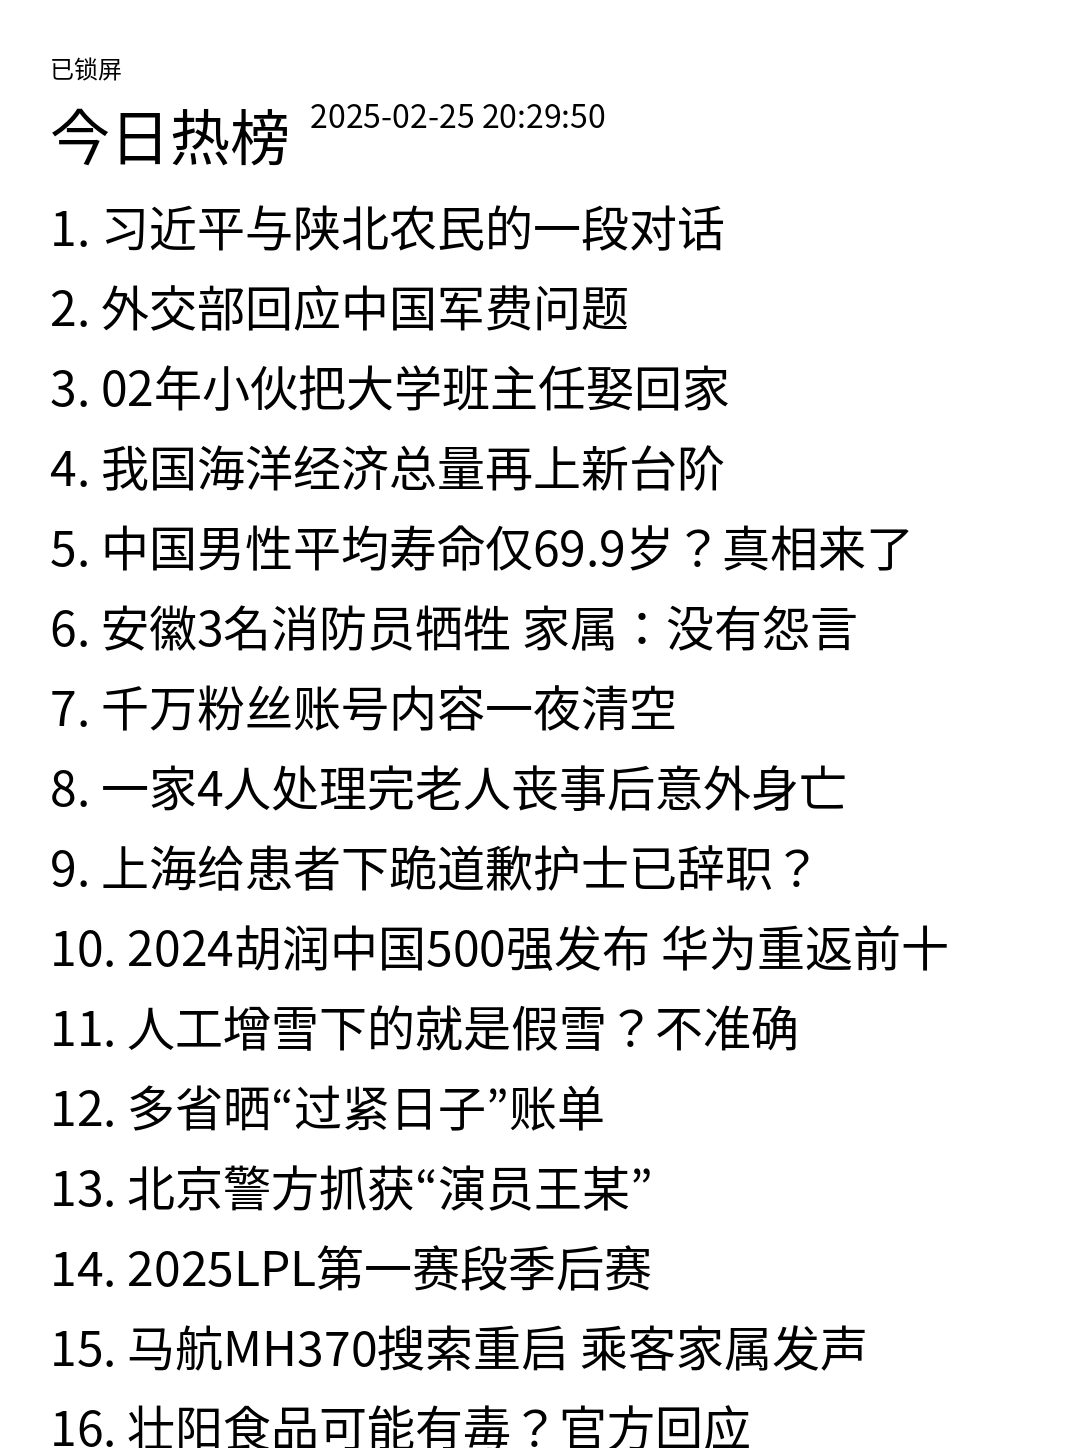 已锁屏
今日热榜 2025-02-25 20:29:50
1. 习近平与陕北农民的一段对话
2. 外交部回应中国军费问题
3. 02年小伙把大学班主任娶回家
4. 我国海洋经济总量再上新台阶
5. 中国男性平均寿命仅69.9岁？真相来了
6. 安徽3名消防员牺牲 家属：没有怨言
7. 千万粉丝账号内容一夜清空
8. 一家4人处理完老人丧事后意外身亡
9. 上海给患者下跪道歉护士已辞职？
10. 2024胡润中国500强发布 华为重返前十
11. 人工增雪下的就是假雪？不准确
12. 多省晒“过紧日子”账单
13. 北京警方抓获“演员王某”
14. 2025LPL第一赛段季后赛
15. 马航MH370搜索重启 乘客家属发声
16. 壮阳食品可能有毒？官方回应